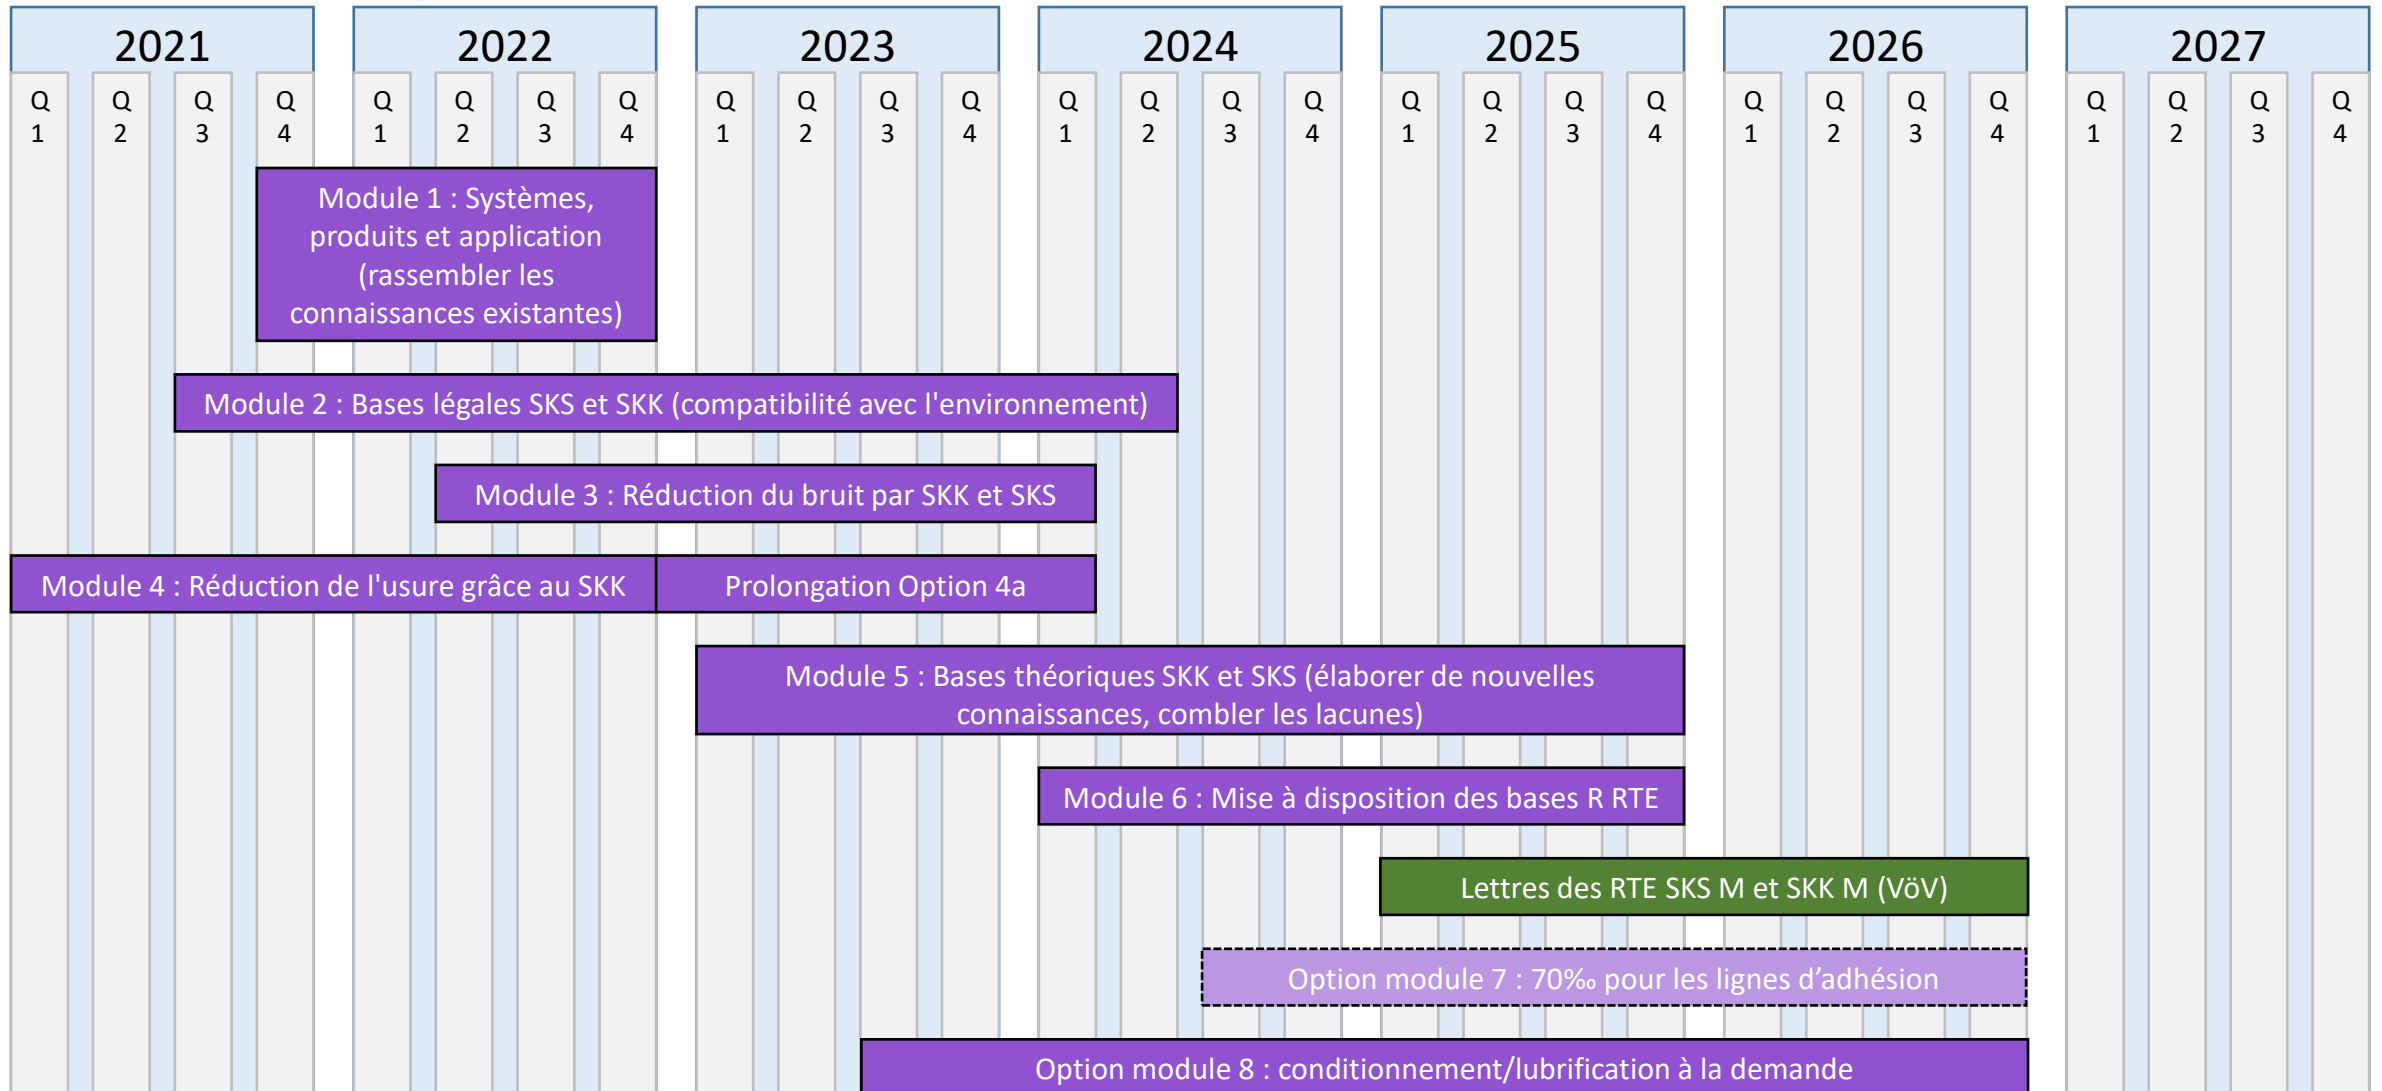 2021 2022 2023 2024 2025 2026 2027
Q Q Q Q Q Q Q Q Q Q Q Q Q Q Q Q Q Q Q Q Q Q Q Q Q Q Q Q
1 2 3 4 1 2 3 4 1 2 3 4 1 2 3 4 1 2 3 4 1 2 3 4 1 2 3 4
Module 1 : Systèmes,
produits et application
(rassembler les
connaissances existantes)
Module 2 : Bases légales SKS et SKK (compatibilité avec l'environnement)
Module 3 : Réduction du bruit par SKK et SKS
Module 4 : Réduction de l'usure grâce au SKK
Prolongation Option 4a
Module 5 : Bases théoriques SKK et SKS (élaborer de nouvelles
connaissances, combler les lacunes)
Module 6 : Mise à disposition des bases R RTE
Lettres des RTE SKS M et SKK M (VöV)
Option module 7 : 70‰ pour les lignes d’adhésion
Option module 8 : conditionnement/lubrification à la demande